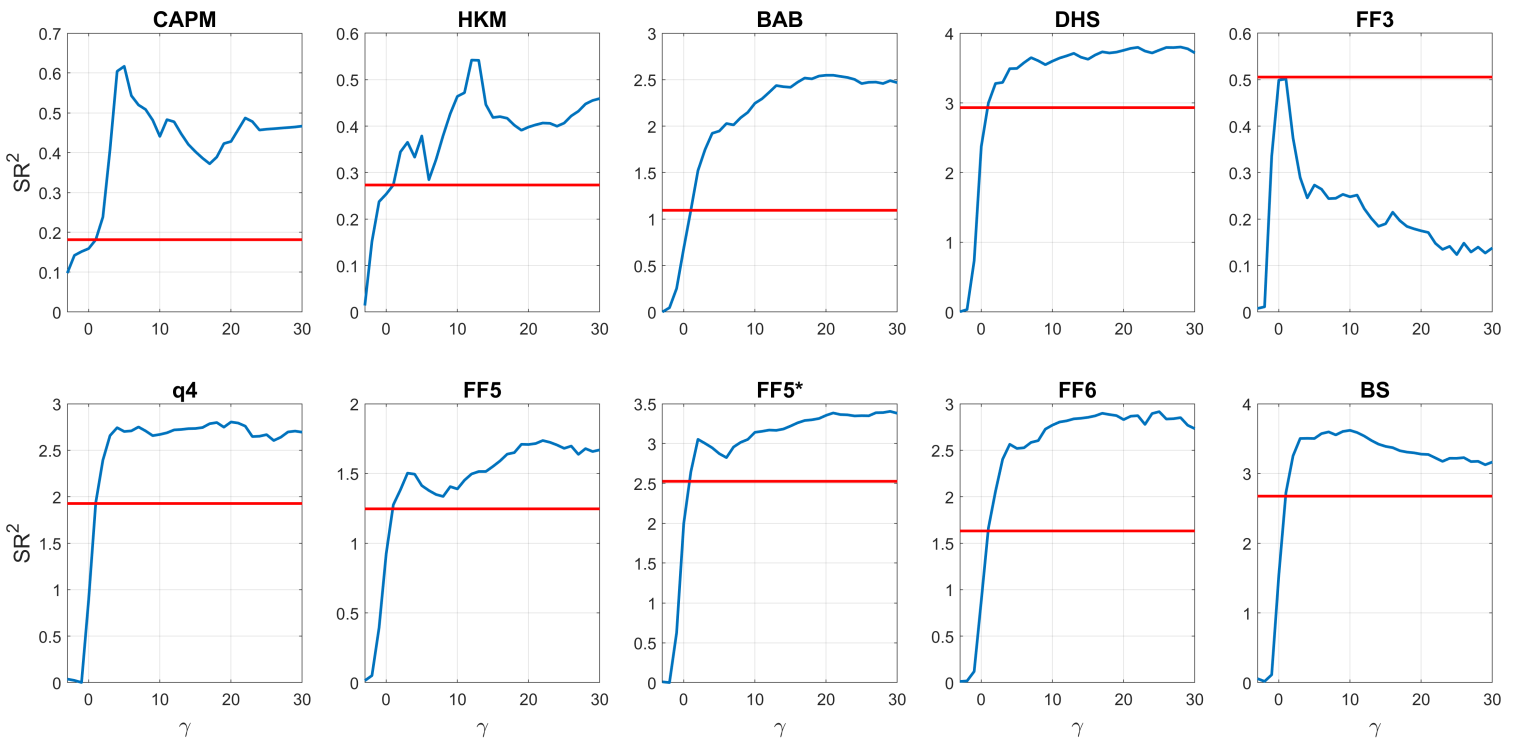 CAPM HKM BAB DHS FF3
0.7 0.6 3 4 0.6
0.6 0.5 2.5 3 0.5
0.5 0.4 2 2 0.4
0.4 0.3 1.5 1 0.3
0.3 0.2 1 0 0.2
0.2 0.1 0.5 0.1
0.1 0 0 0
0
SR²
0 10 20 30 0 10 20 30 0 10 20 30 0 10 20 30 0 10 20 30
q4 FF5 FF5* FF6 BS
3 2 3.5 3 4
2.5 1.5 3 2.5 3
2 1 2.5 2 2
1.5 0.5 2 1.5 1
1 0 1.5 1 0
0.5 1 0.5
0 0.5 0
0
SR²
0 10 20 30 0 10 20 30 0 10 20 30 0 10 20 30 0 10 20 30
γ γ γ γ γ